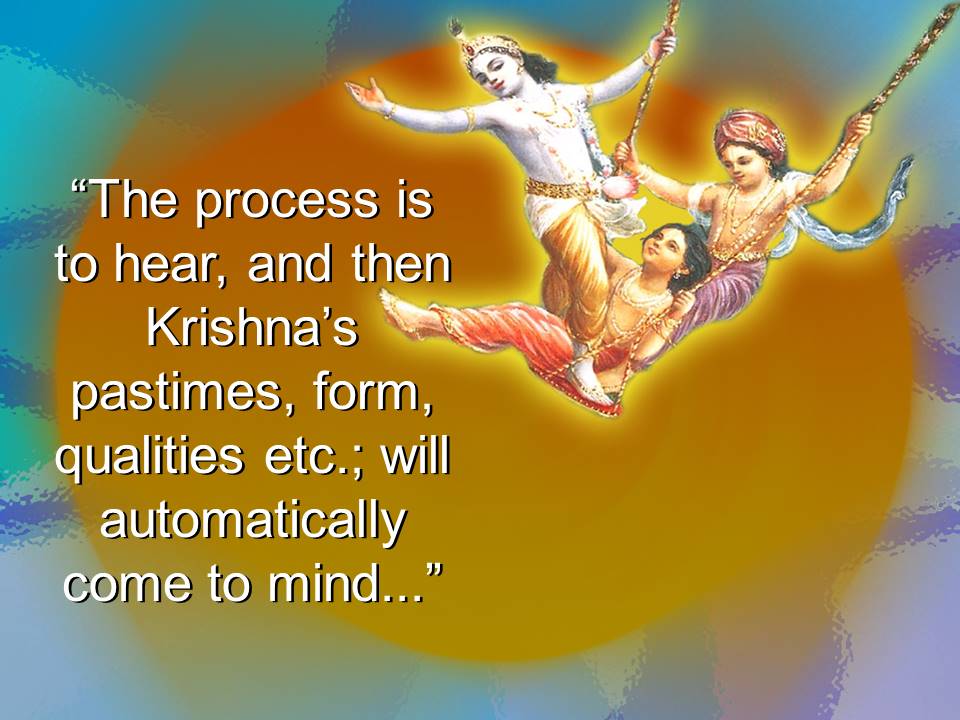 “The process is
to hear, and then
Krishna’s
pastimes, form,
qualities etc.; will
automatically
come to mind...”